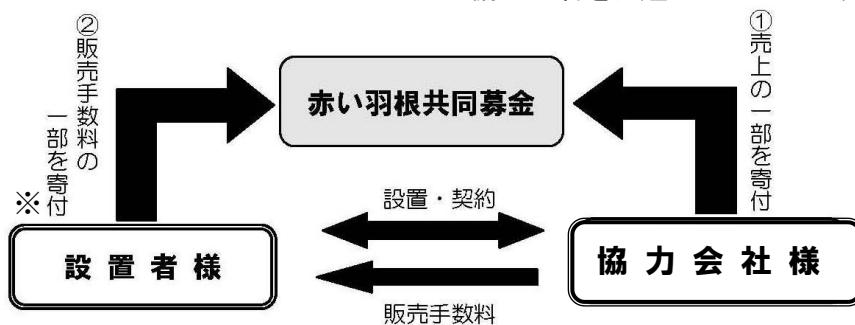 ①売上の一部を寄付
②販売手数料の
一部を寄付
※
赤い羽根共同募金
設置・契約
設置者様
協力会社様
販売手数料